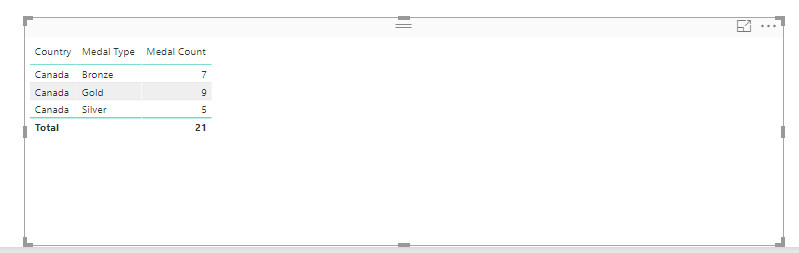 Country Medal Type Medal Count
Canada Bronze 7
Canada Gold 9
Canada Silver 5
Total 21